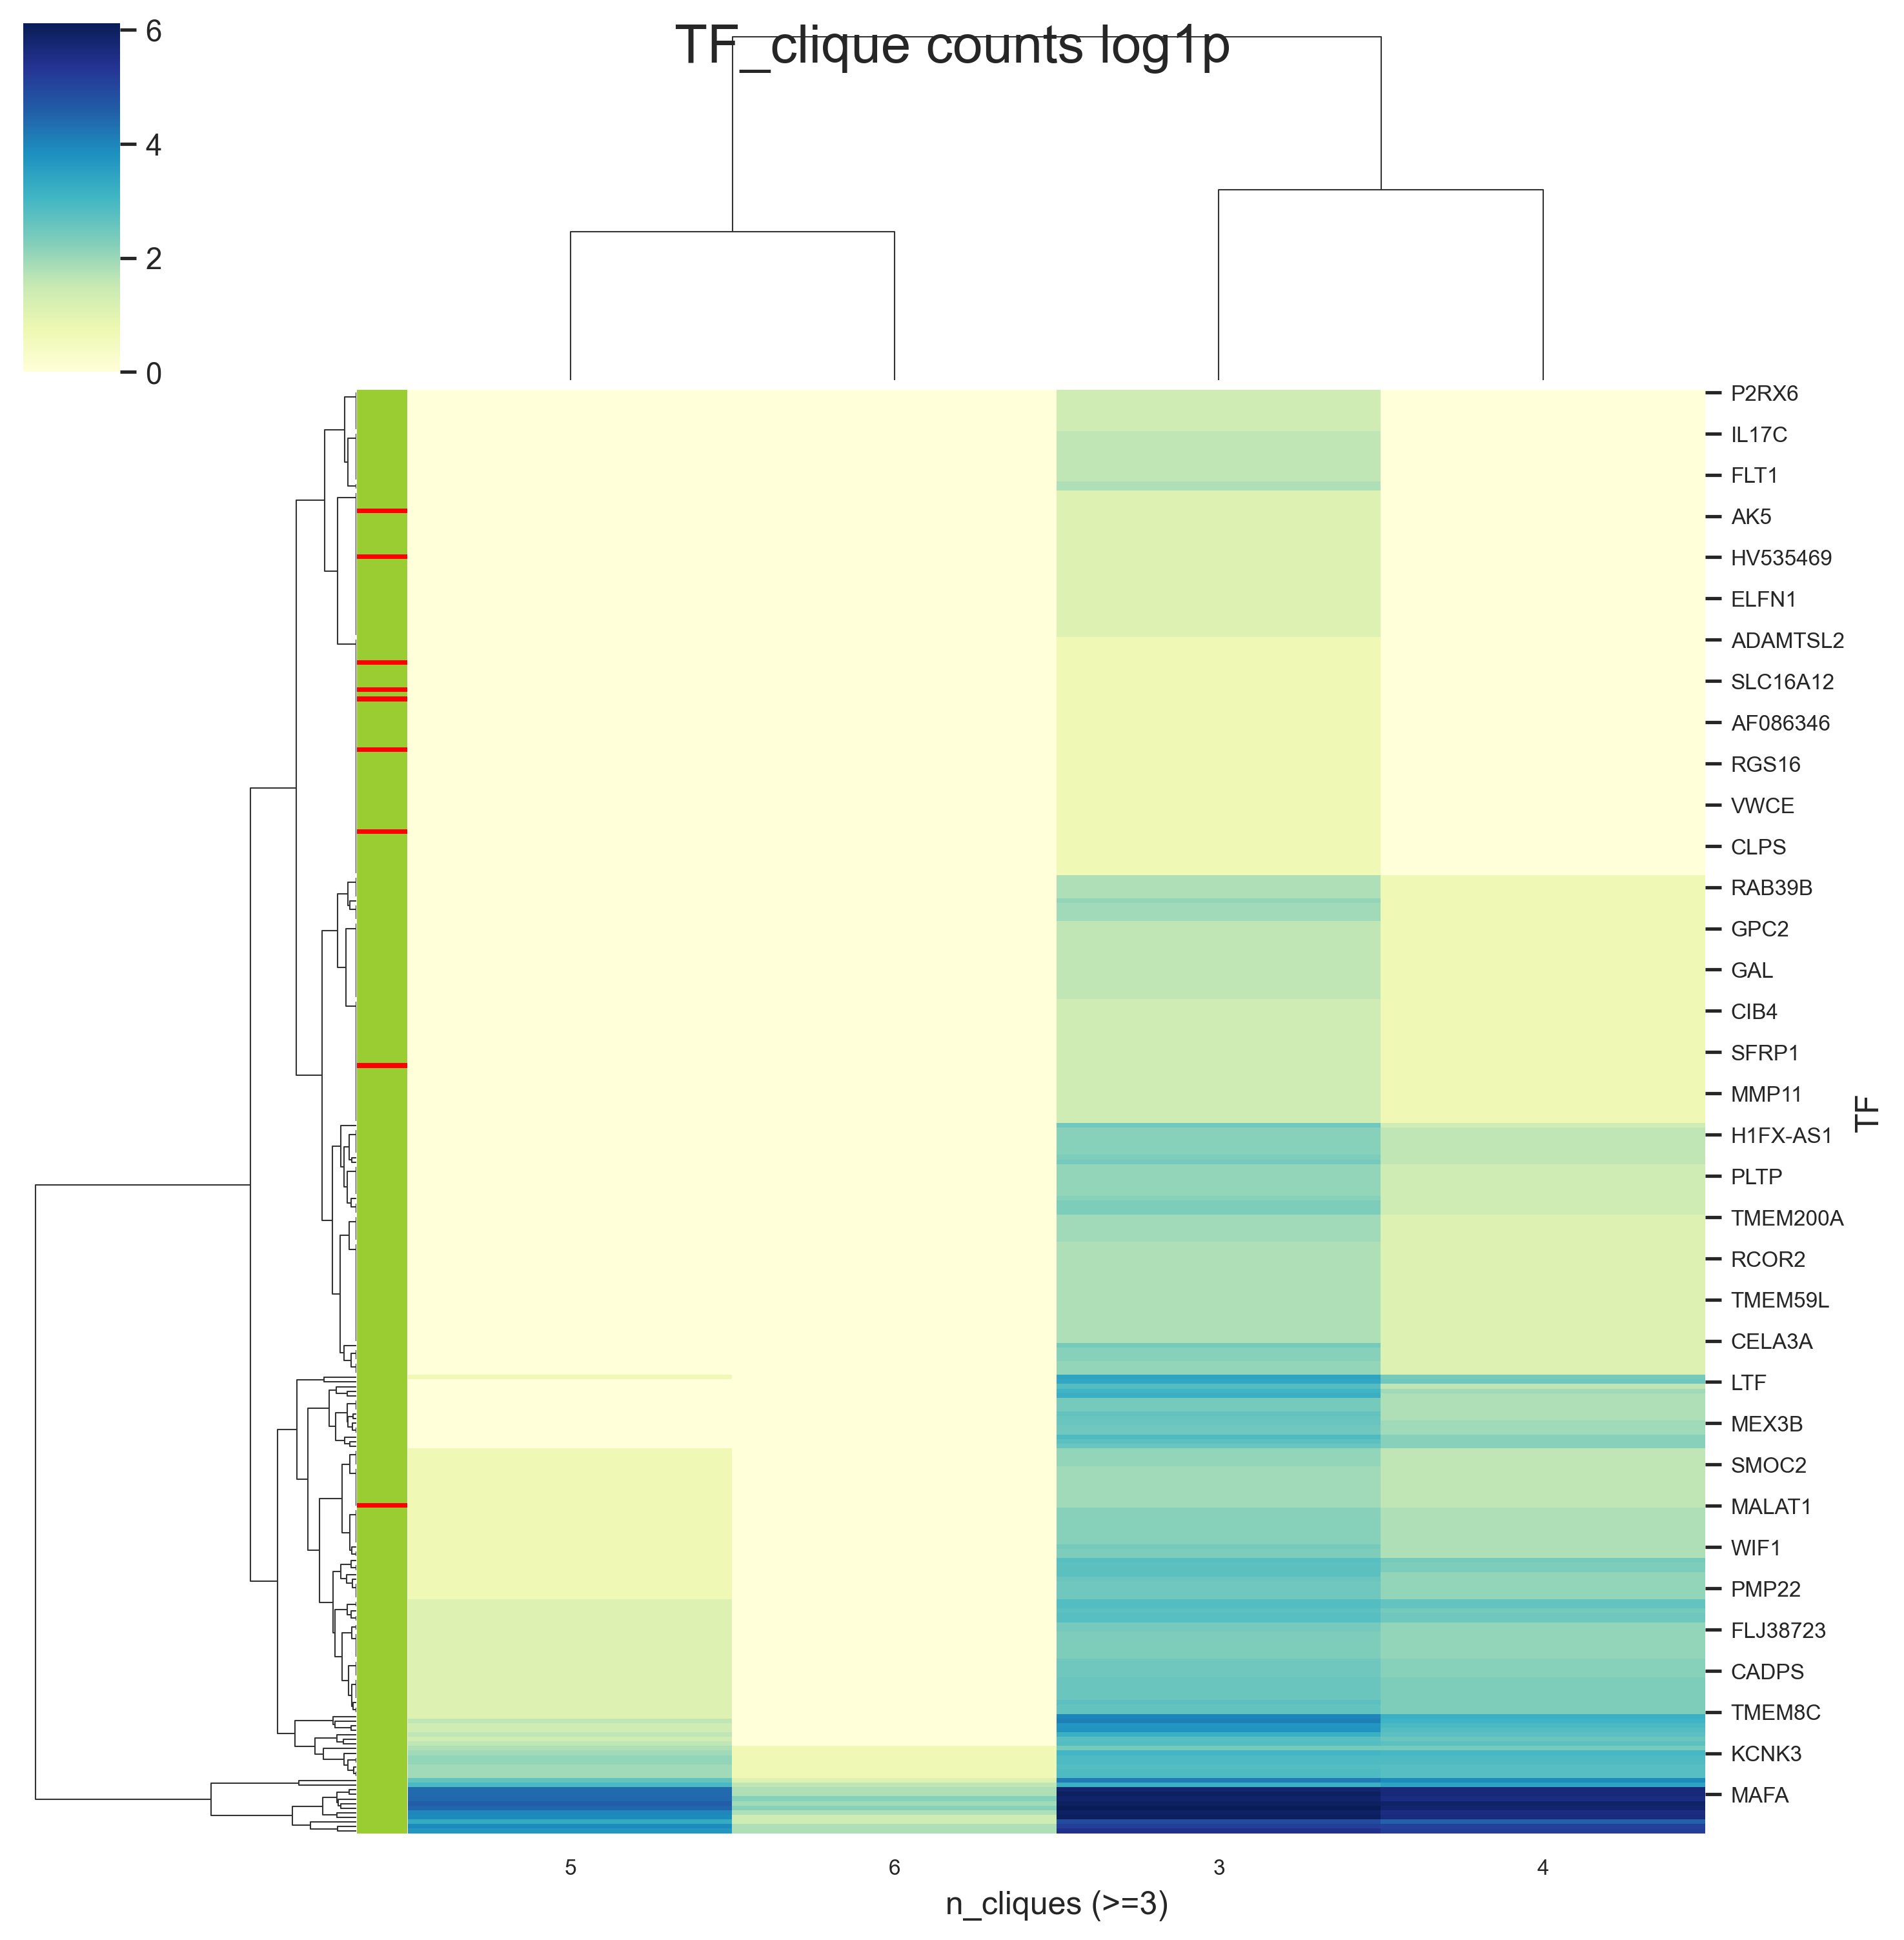 TF_clique counts log1p
6
4
2
0
P2RX6
IL17C
FLT1
AK5
HV535469
ELFN1
ADAMTSL2
SLC16A12
AF086346
RGS16
VWCE
CLPS
RAB39B
GPC2
GAL
CIB4
SFRP1
MMP11
H1FX-AS1
PLTP
TMEM200A
RCOR2
TMEM59L
CELA3A
LTF
MEX3B
SMOC2
MALAT1
WIF1
PMP22
FLJ38723
CADPS
TMEM8C
KCNK3
MAFA
TF
5 6 3 4
n_cliques (>=3)